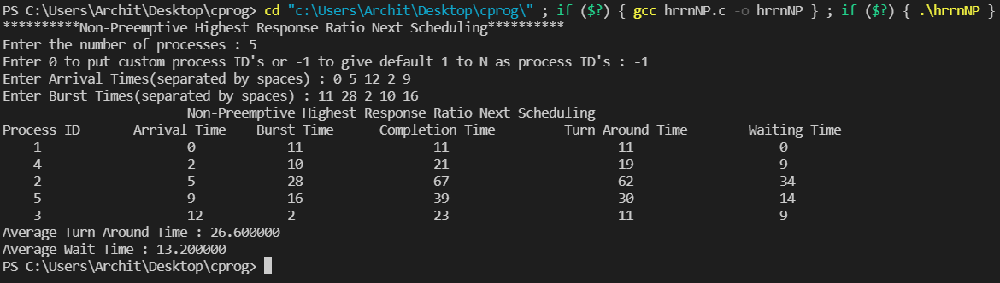 PS C:\Users\Archit\Desktop\cprog> cd "c:\Users\Archit\Desktop\cprog\" ; if ($?) { gcc hrrnNP.c -o hrrnNP } ; if ($?) { .\hrrnNP }
**********Non-Preemptive Highest Response Ratio Next Scheduling**********
Enter the number of processes : 5
Enter 0 to put custom process ID's or -1 to give default 1 to N as process ID's : -1
Enter Arrival Times(separated by spaces) : 0 5 12 2 9
Enter Burst Times(separated by spaces) : 11 28 2 10 16
Non-Preemptive Highest Response Ratio Next Scheduling
Process ID Arrival Time Burst Time Completion Time Turn Around Time Waiting Time
1 0 11 11 11 0
4 2 10 21 19 9
2 5 28 67 62 34
5 9 16 39 30 14
3 12 2 23 11 9
Average Turn Around Time : 26.600000
Average Wait Time : 13.200000
PS C:\Users\Archit\Desktop\cprog>